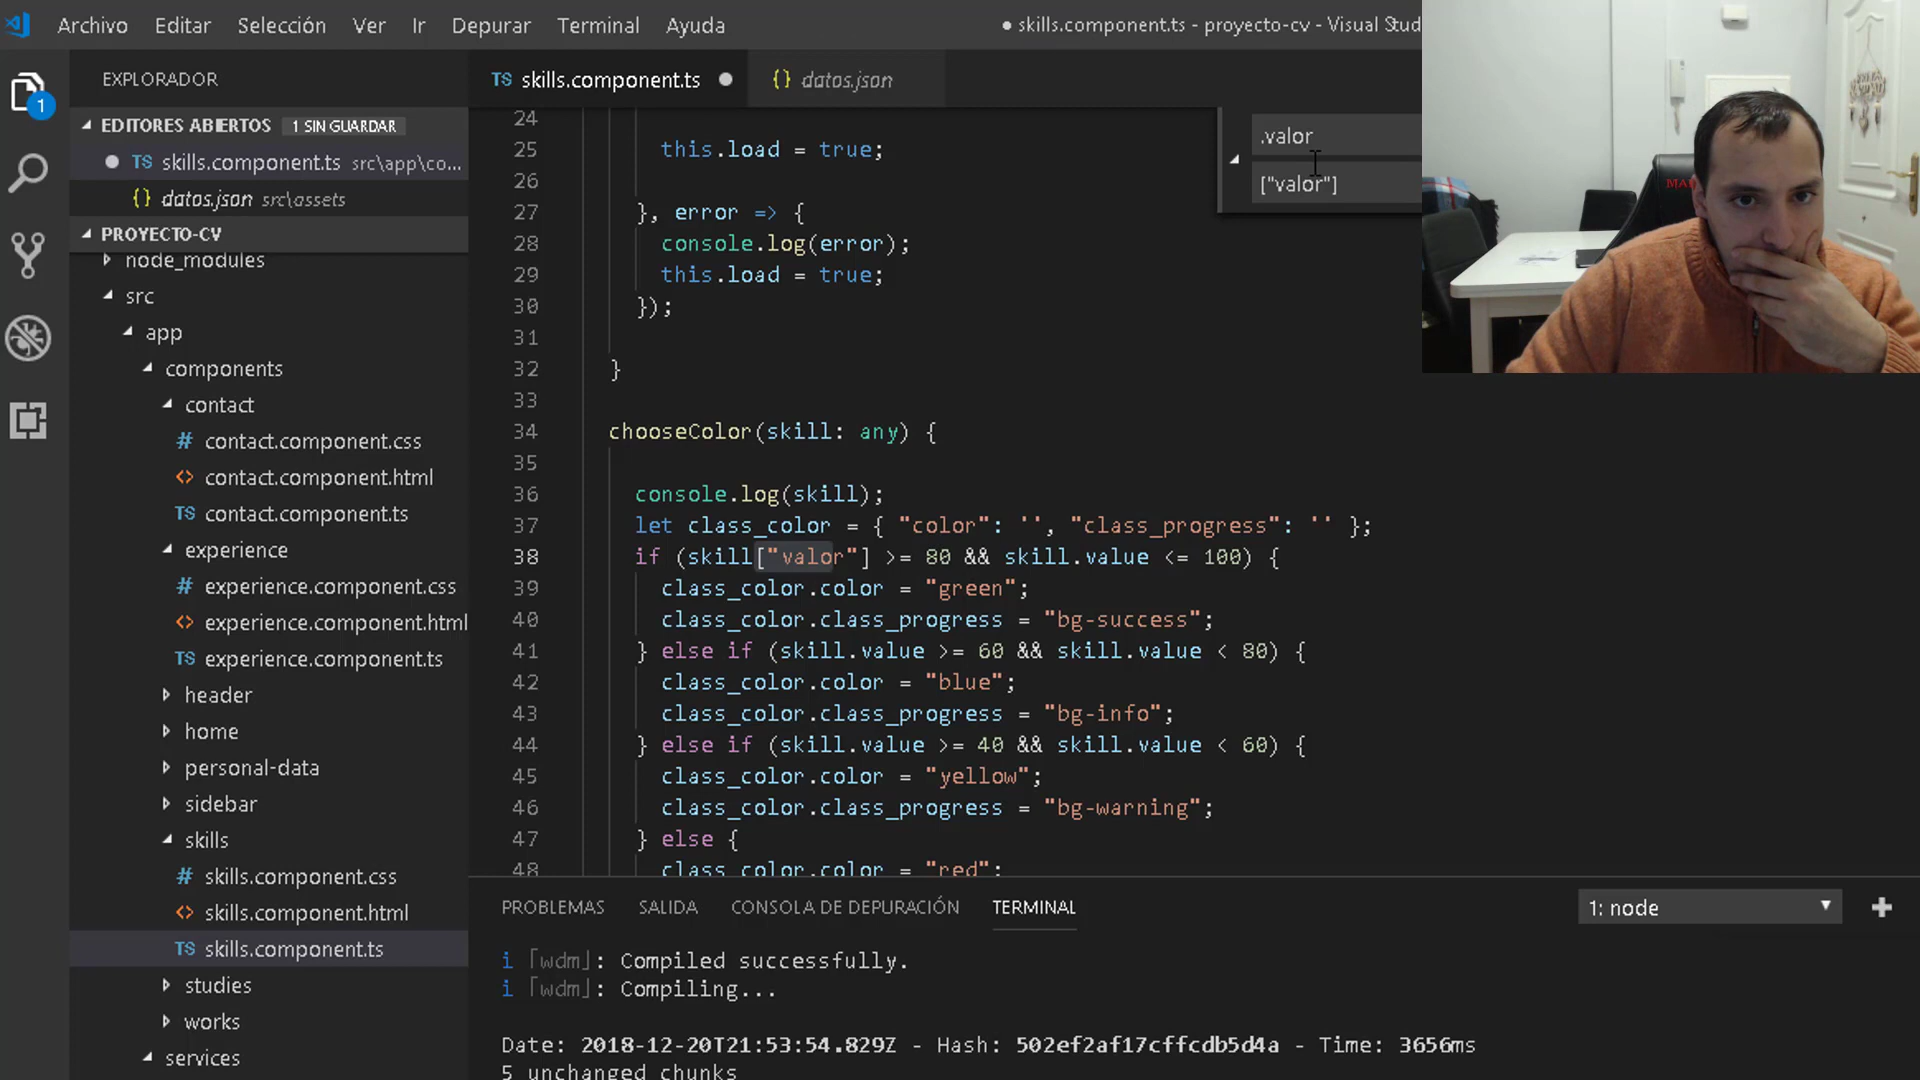 Archivo Editar Selección Ver Ir Depurar Terminal Ayuda
● skills.component.ts - proyecto-cv - Visual Stud
EXPLORADOR
EDITORES ABIERTOS 1 SIN GUARDAR
TS skills.component.ts src\app\co...
{} datos.json src\assets
PROYECTO-CV
node_modules
src
app
components
contact
# contact.component.css
<> contact.component.html
TS contact.component.ts
experience
# experience.component.css
<> experience.component.html
TS experience.component.ts
header
home
personal-data
sidebar
skills
# skills.component.css
<> skills.component.html
TS skills.component.ts
studies
works
services
1
TS skills.component.ts
{} datos.json
.valor
["valor"]
24
25 this.load = true;
26
27 }, error => {
28 console.log(error);
29 this.load = true;
30 });
31
32 }
33
34 chooseColor(skill: any) {
35
36 console.log(skill);
37 let class_color = { "color": '', "class_progress": '' };
38 if (skill["valor"] >= 80 && skill.value <= 100) {
39 class_color.color = "green";
40 class_color.class_progress = "bg-success";
41 } else if (skill.value >= 60 && skill.value < 80) {
42 class_color.color = "blue";
43 class_color.class_progress = "bg-info";
44 } else if (skill.value >= 40 && skill.value < 60) {
45 class_color.color = "yellow";
46 class_color.class_progress = "bg-warning";
47 } else {
48 class_color.color = "red";
PROBLEMAS SALIDA CONSOLA DE DEPURACIÓN TERMINAL
1: node
i ｢wdm｣: Compiled successfully.
i ｢wdm｣: Compiling...
Date: 2018-12-20T21:53:54.829Z - Hash: 502ef2af17cffcdb5d4a - Time: 3656ms
5 unchanged chunks